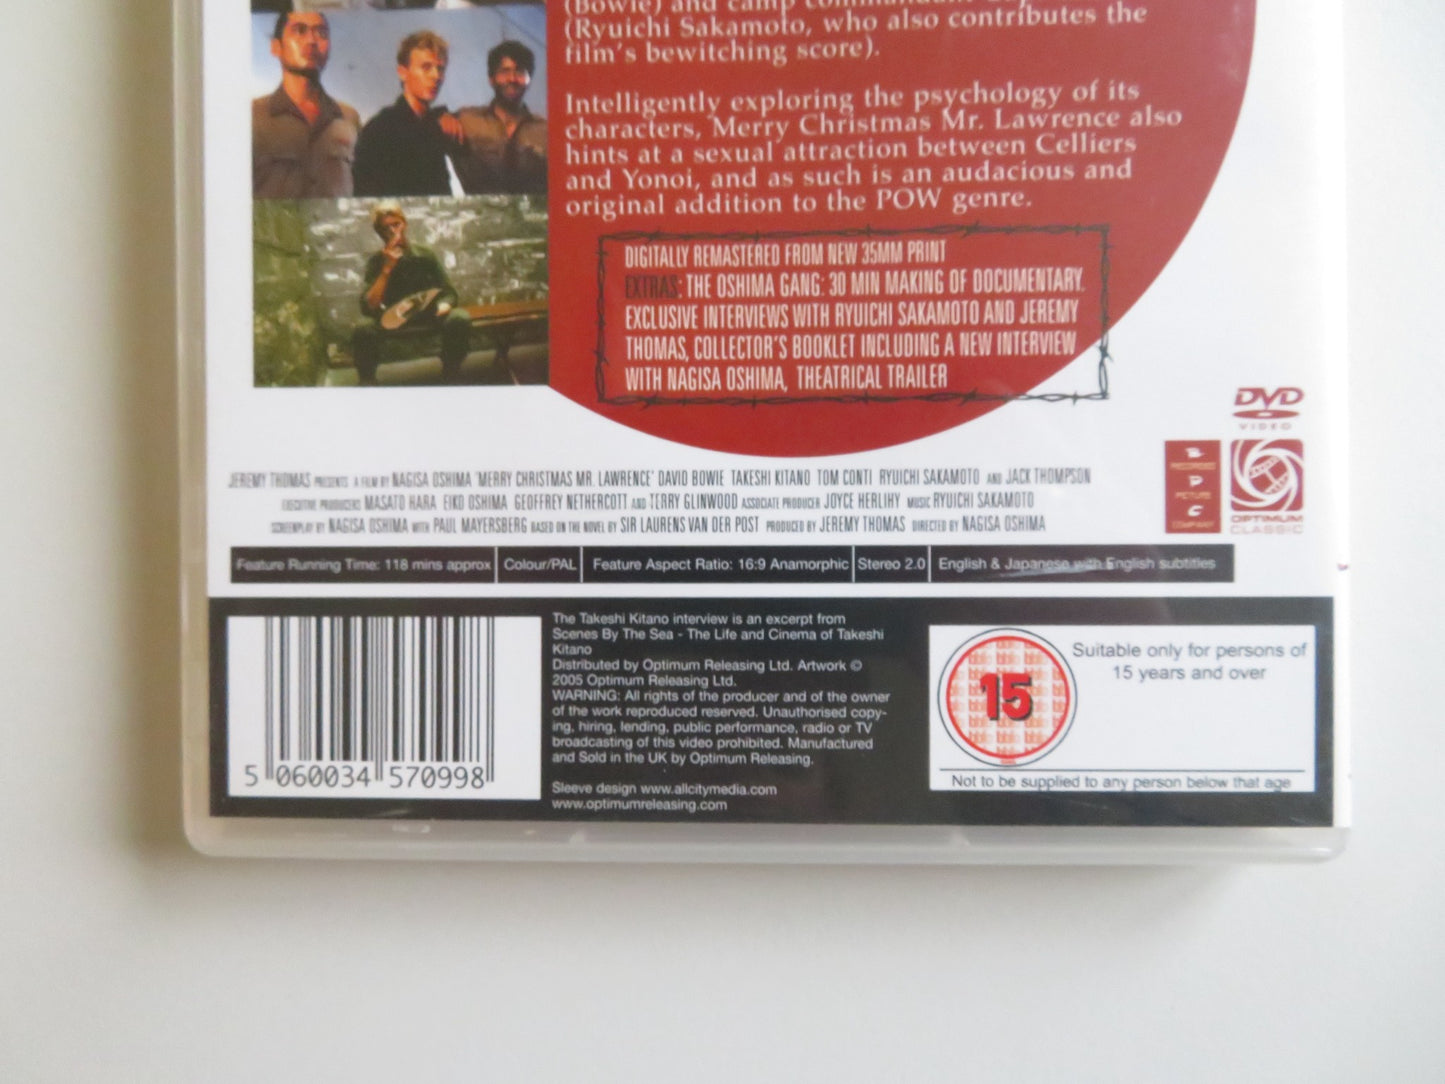 (Bowie) and camp commandant
(Ryuichi Sakamoto, who also contributes the
film's bewitching score).
Intelligently exploring the psychology of its
characters, Merry Christmas Mr. Lawrence also
hints at a sexual attraction between Celliers
and Yonoi, and as such is an audacious and
original addition to the POW genre.
DIGITALLY REMASTERED FROM NEW 35MM PRINT
EXTRAS: THE OSHIMA GANG: 30 MIN MAKING OF DOCUMENTARY.
EXCLUSIVE INTERVIEWS WITH RYUICHI SAKAMOTO AND JEREMY
THOMAS, COLLECTOR'S BOOKLET INCLUDING A NEW INTERVIEW
WITH NAGISA OSHIMA, THEATRICAL TRAILER
DVD
VIDEO
R
RECORDED
P
PICTURE
C
COMPANY
OPTIMUM
CLASSIC
JEREMY THOMAS PRESENTS A FILM BY NAGISA OSHIMA 'MERRY CHRISTMAS MR. LAWRENCE' DAVID BOWIE TAKESHI KITANO TOM CONTI RYUICHI SAKAMOTO AND JACK THOMPSON
EXECUTIVE PRODUCERS MASATO HARA EIKO OSHIMA GEOFFREY NETHERCOTT AND TERRY GLINWOOD ASSOCIATE PRODUCER JOYCE HERLIHY MUSIC RYUICHI SAKAMOTO
SCREENPLAY BY NAGISA OSHIMA WITH PAUL MAYERSBERG BASED ON THE NOVEL BY SIR LAURENS VAN DER POST PRODUCED BY JEREMY THOMAS DIRECTED BY NAGISA OSHIMA
Feature Running Time: 118 mins approx Colour/PAL Feature Aspect Ratio: 16:9 Anamorphic Stereo 2.0 English & Japanese with English subtitles
5 060034 570998
The Takeshi Kitano interview is an excerpt from
Scenes By The Sea - The Life and Cinema of Takeshi
Kitano
Distributed by Optimum Releasing Ltd. Artwork ©
2005 Optimum Releasing Ltd.
WARNING: All rights of the producer and of the owner
of the work reproduced reserved. Unauthorised copy-
ing, hiring, lending, public performance, radio or TV
broadcasting of this video prohibited. Manufactured
and Sold in the UK by Optimum Releasing.
Sleeve design www.allcitymedia.com
www.optimumreleasing.com
15
Suitable only for persons of
15 years and over
Not to be supplied to any person below that age